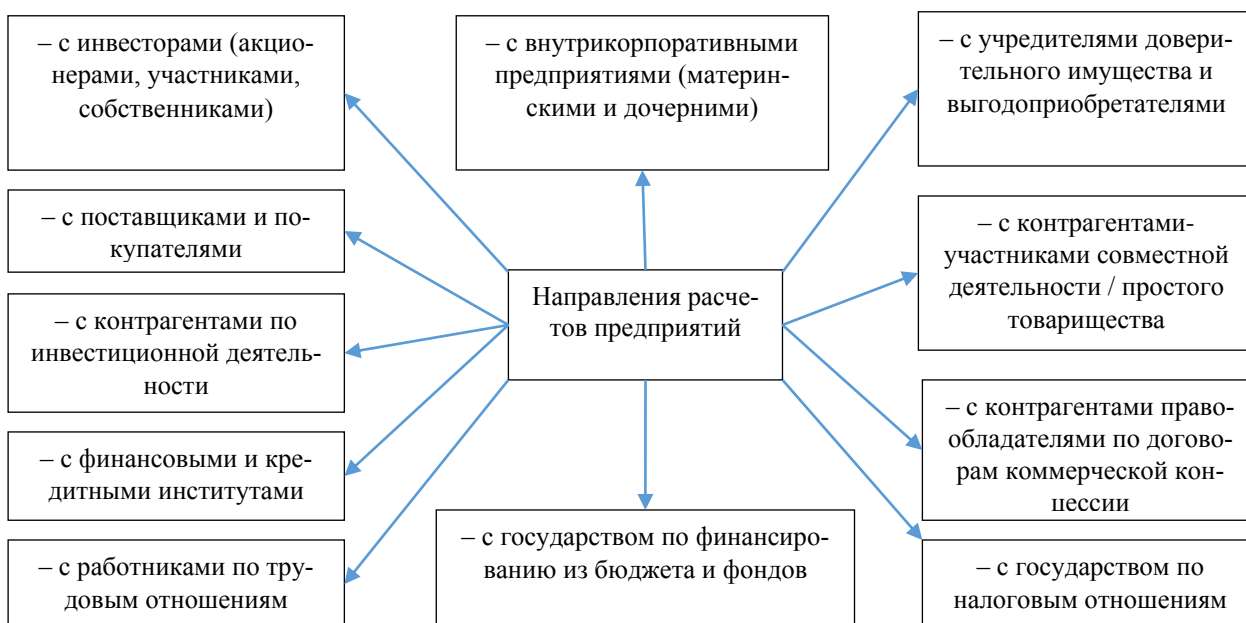 – с инвесторами (акцио-
нерами, участниками,
собственниками)
– с внутрикорпоративными
предприятиями (материн-
скими и дочерними)
– с учредителями довери-
тельного имущества и
выгодоприобретателями
– с поставщиками и по-
купателями
– с контрагентами-
участниками совместной
деятельности / простого
товарищества
Направления расче-
тов предприятий
– с контрагентами по
инвестиционной деятель-
ности
– с контрагентами право-
обладателями по догово-
рам коммерческой кон-
цессии
– с финансовыми и кре-
дитными институтами
– с государством по финансиро-
ванию из бюджета и фондов
– с работниками по тру-
довым отношениям
– с государством по
налоговым отношениям